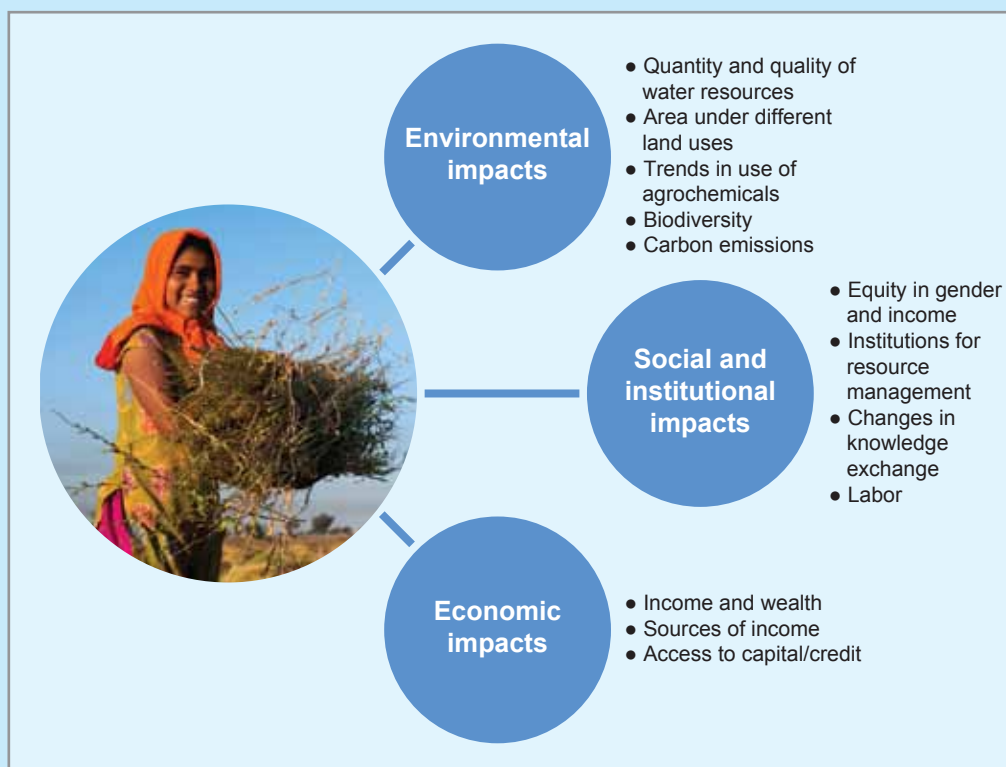 Environmental
impacts
● Quantity and quality of
water resources
● Area under different
land uses
● Trends in use of
agrochemicals
● Biodiversity
● Carbon emissions
Social and
institutional
impacts
● Equity in gender
and income
● Institutions for
resource
management
● Changes in
knowledge
exchange
● Labor
Economic
impacts
● Income and wealth
● Sources of income
● Access to capital/credit